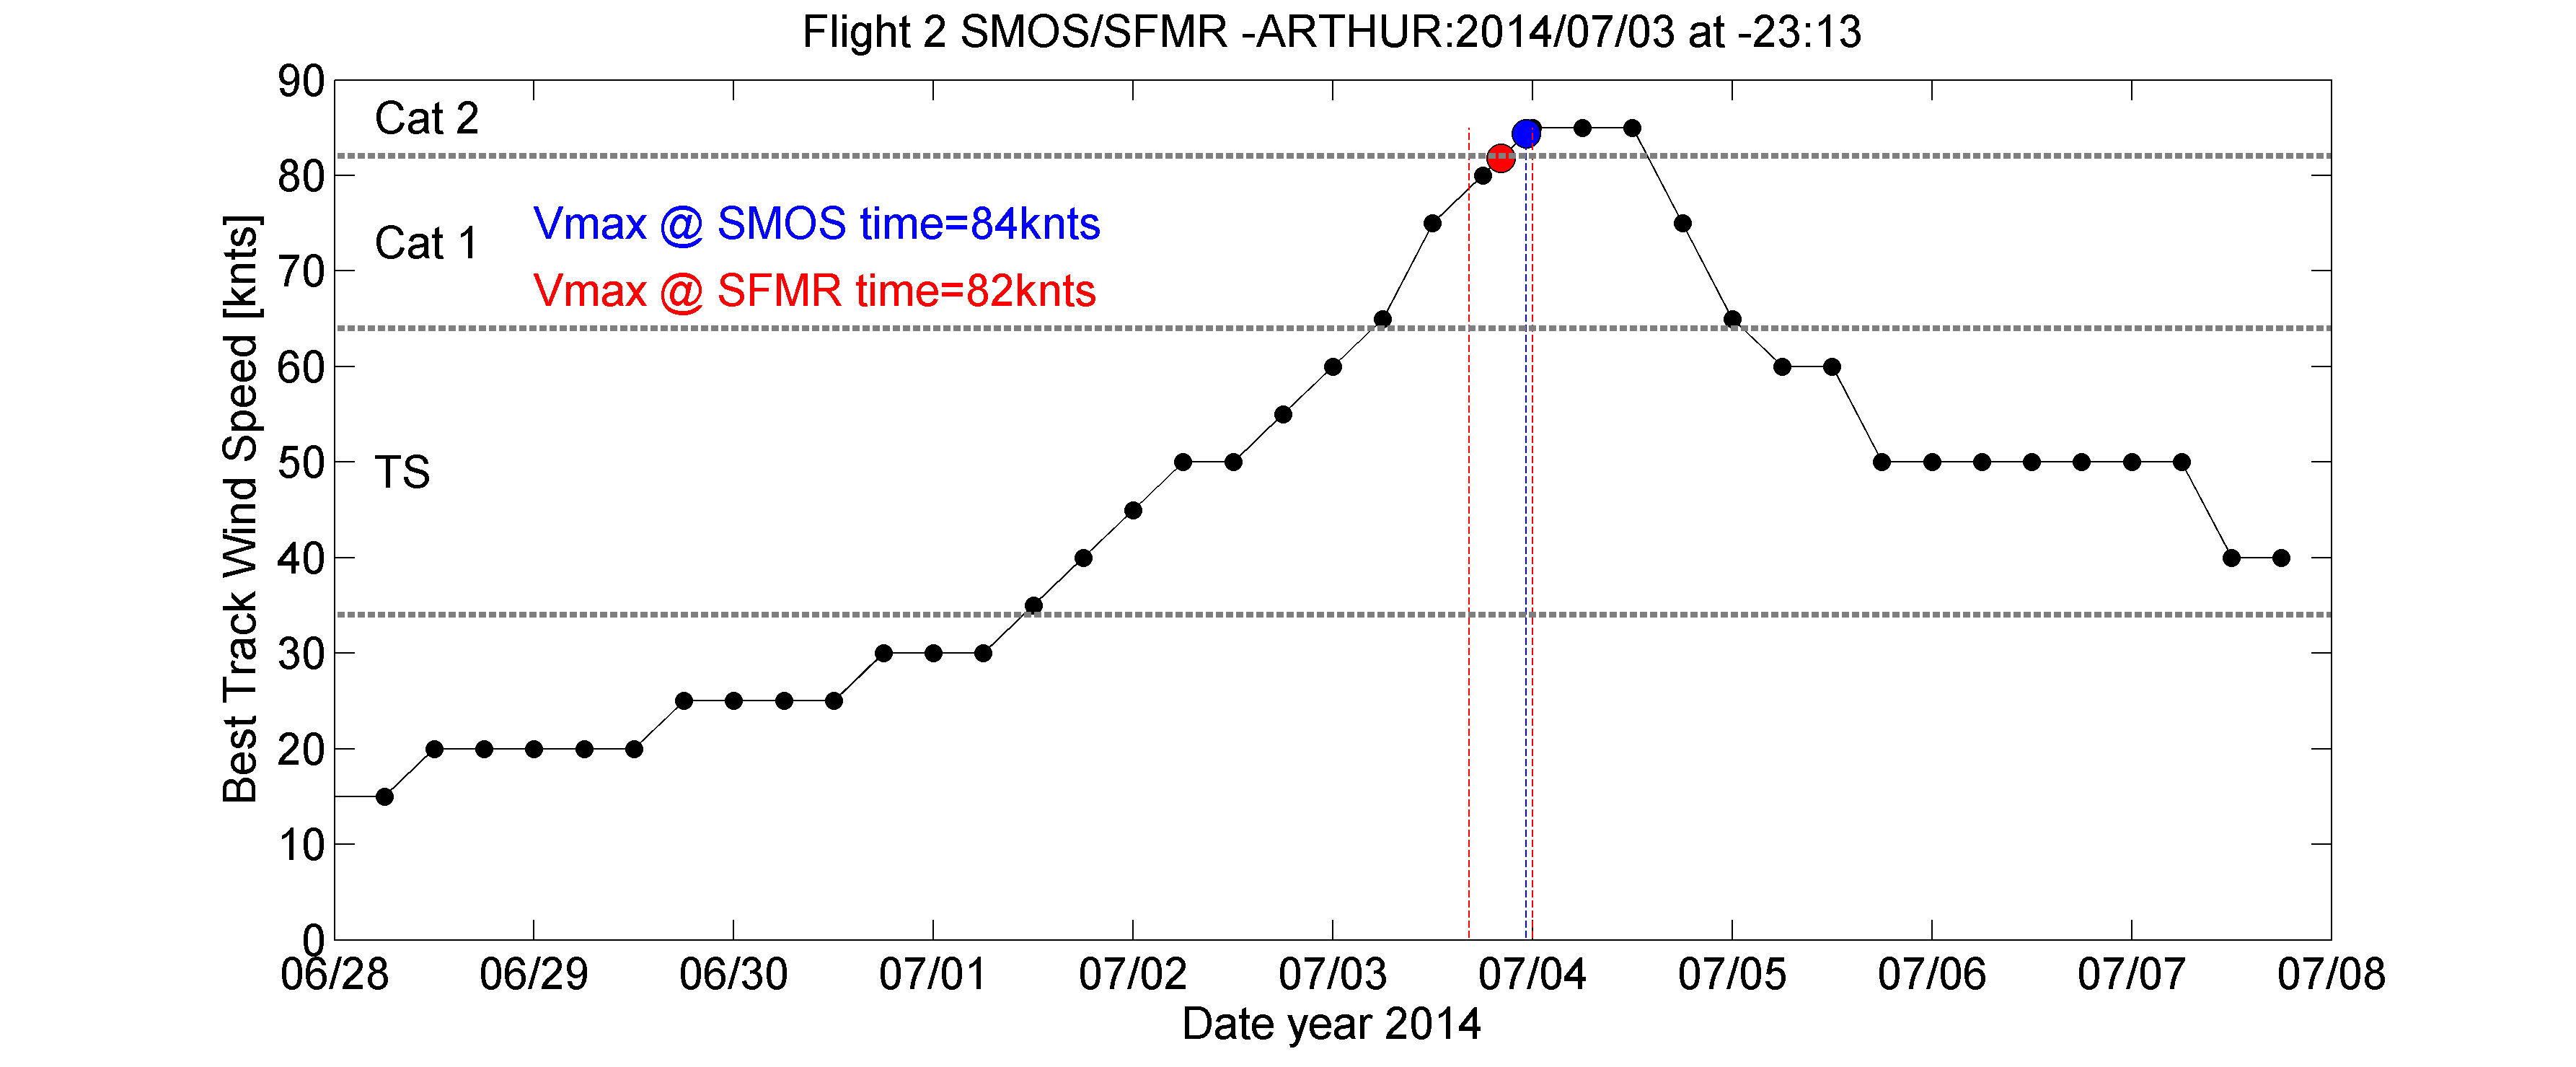 Flight 2 SMOS/SFMR -ARTHUR:2014/07/03 at -23:13
90
80
70
60
50
40
30
20
10
0
Best Track Wind Speed [knts]
Cat 2
Cat 1
TS
Vmax @ SMOS time=84knts
Vmax @ SFMR time=82knts
06/28 06/29 06/30 07/01 07/02 07/03 07/04 07/05 07/06 07/07 07/08
Date year 2014